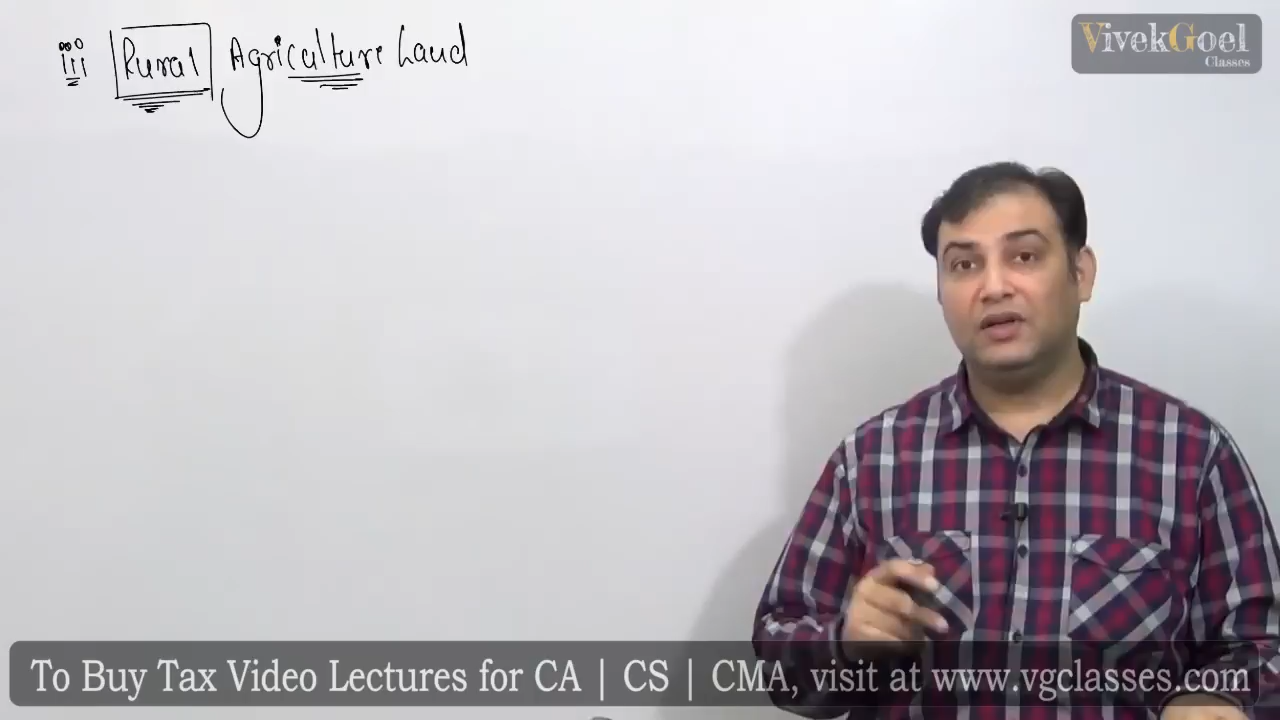 iii Rural Agriculture Land
VivekGoel
Classes
To Buy Tax Video Lectures for CA | CS | CMA, visit at www.vgclasses.com